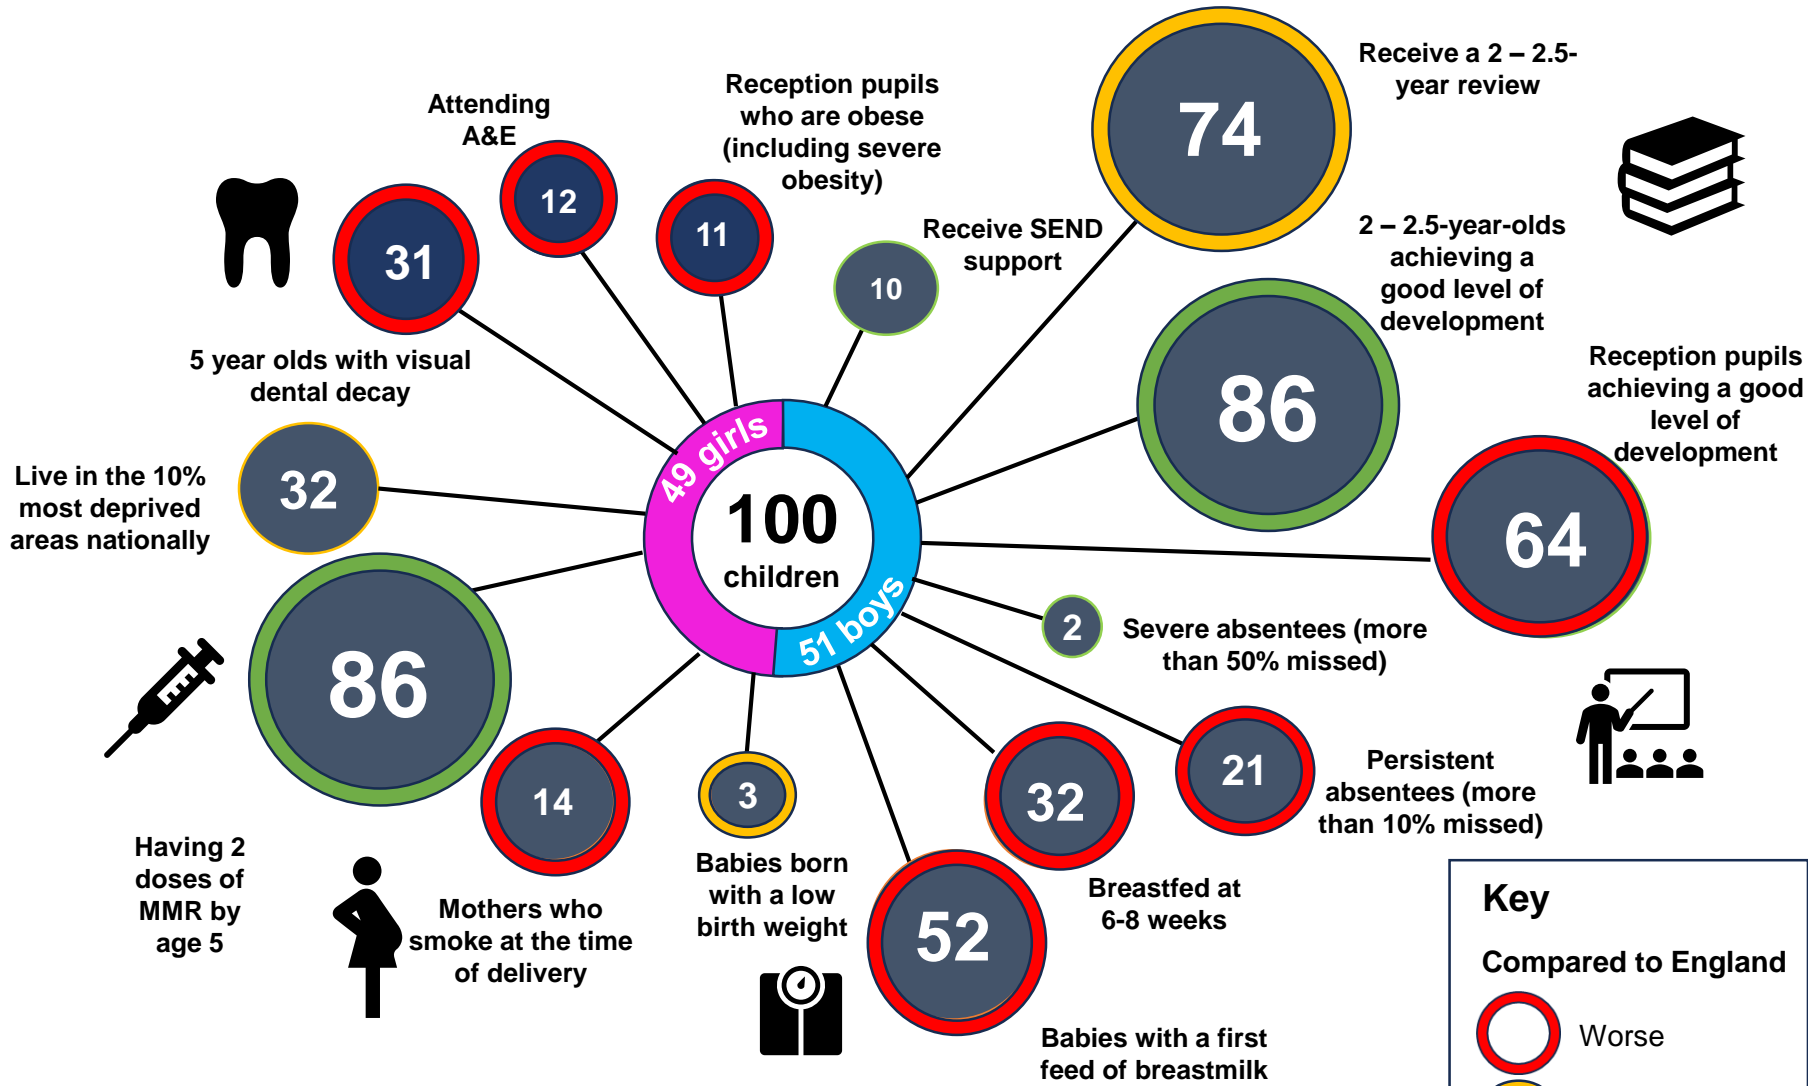 Attending
A&E
12
Reception pupils
who are obese
(including severe
obesity)
11
Receive SEND
support
10
74
Receive a 2 – 2.5-
year review
31
5 year olds with visual
dental decay
2 – 2.5-year-olds
achieving a
good level of
development
86
Reception pupils
achieving a good
level of
development
64
Live in the 10%
most deprived
areas nationally
32
49 girls
100
children
51 boys
2
Severe absentees (more
than 50% missed)
86
Having 2
doses of
MMR by
age 5
14
Mothers who
smoke at the time
of delivery
3
Babies born
with a low
birth weight
52
Babies with a first
feed of breastmilk
32
Breastfed at
6-8 weeks
21
Persistent
absentees (more
than 10% missed)
Key
Compared to England
Worse